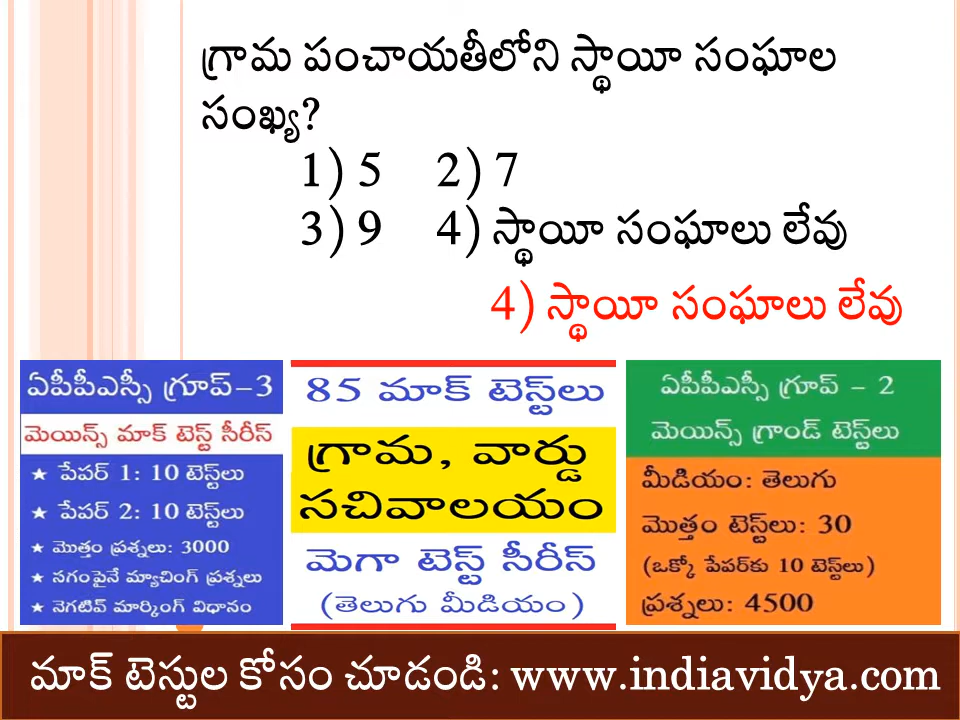 గ్రామ పంచాయతీలోని స్థాయీ సంఘాల
సంఖ్య?
1) 5 2) 7
3) 9 4) స్థాయీ సంఘాలు లేవు
4) స్థాయీ సంఘాలు లేవు
ఏపీపీఎస్సీ గ్రూప్-3
మెయిన్స్ మాక్ టెస్ట్ సిరీస్
★ పేపర్ 1: 10 టెస్ట్‌లు
★ పేపర్ 2: 10 టెస్ట్‌లు
★ మొత్తం ప్రశ్నలు: 3000
★ సగంపైనే మ్యాచింగ్ ప్రశ్నలు
★ నెగటివ్ మార్కింగ్ విధానం
85 మాక్ టెస్ట్‌లు
గ్రామ, వార్డు
సచివాలయం
మెగా టెస్ట్ సీరీస్
(తెలుగు మీడియం)
ఏపీపీఎస్సీ గ్రూప్ - 2
మెయిన్స్ గ్రాండ్ టెస్ట్‌లు
మీడియం: తెలుగు
మొత్తం టెస్ట్‌లు: 30
(ఒక్కో పేపర్‌కు 10 టెస్ట్‌లు)
ప్రశ్నలు: 4500
మాక్ టెస్టుల కోసం చూడండి: www.indiavidya.com